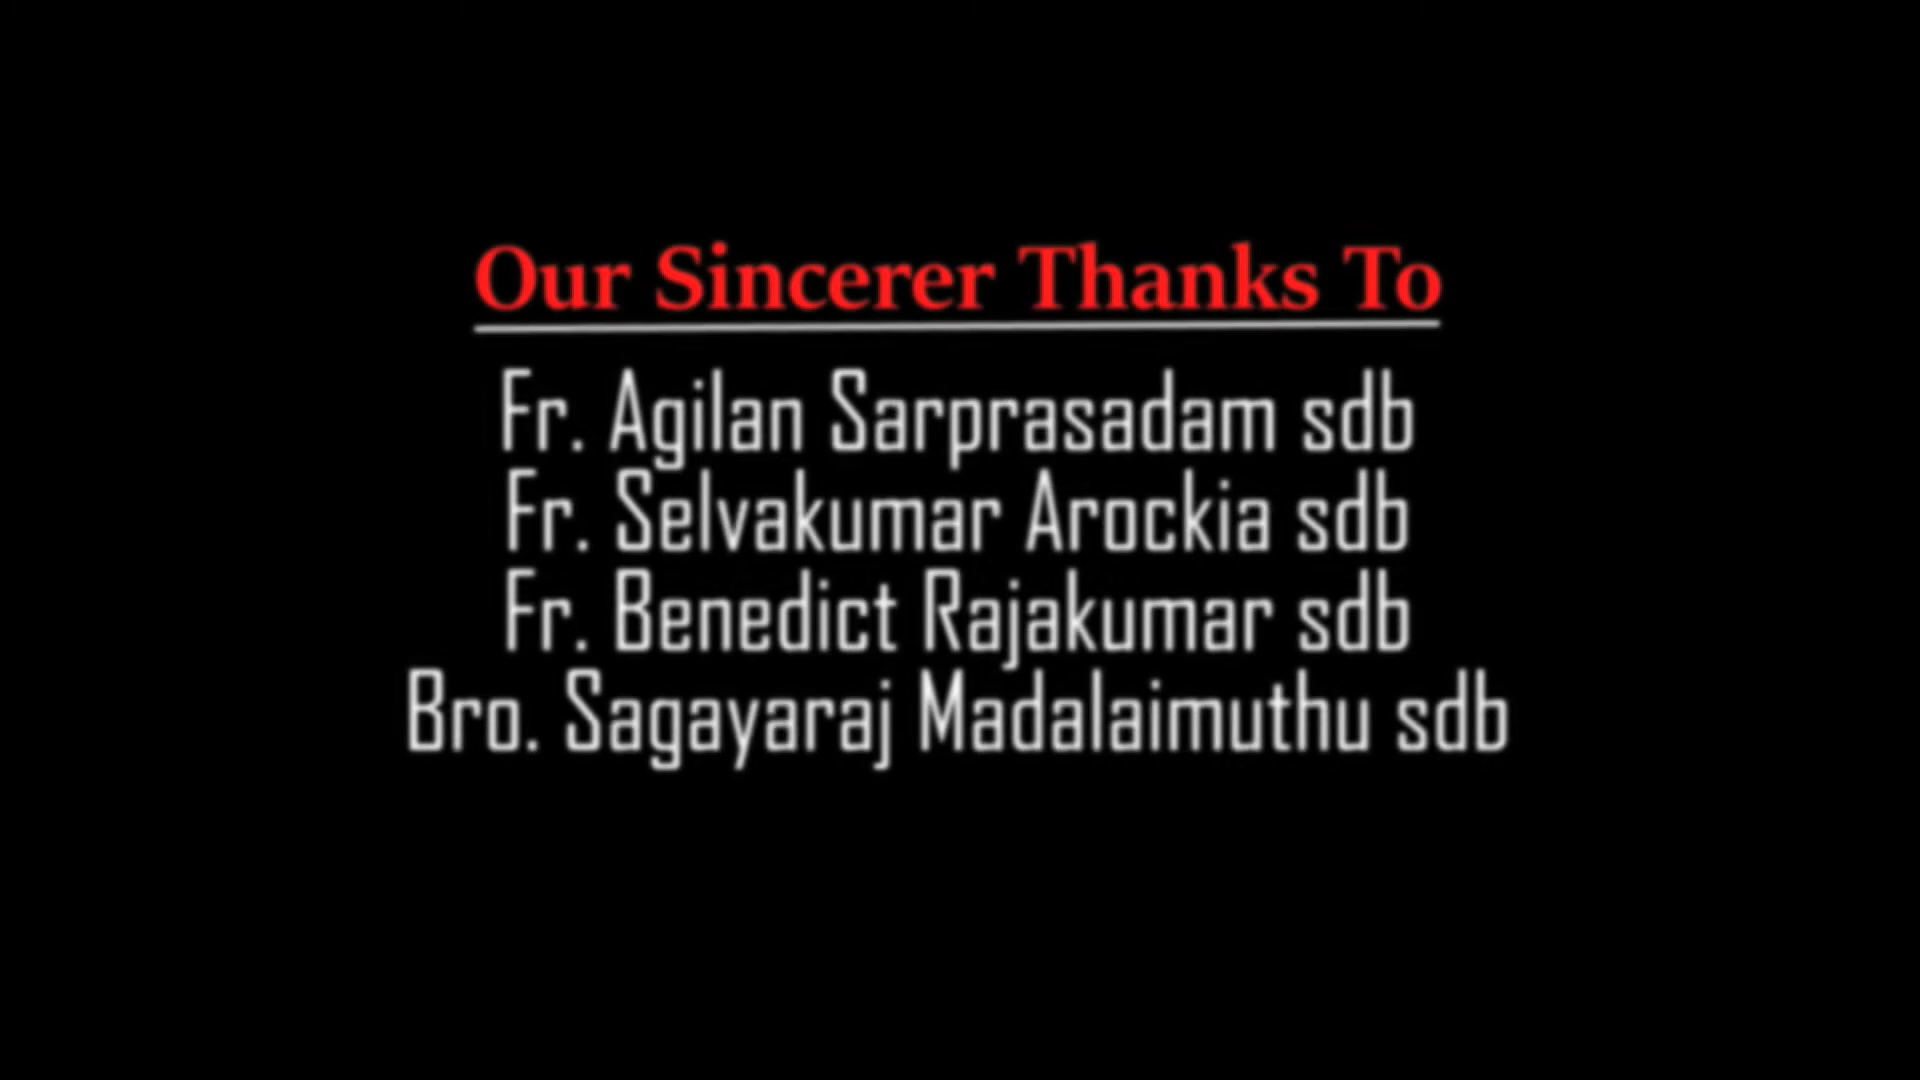 Our Sincerer Thanks To
Fr. Agilan Sarprasadam sdb
Fr. Selvakumar Arockia sdb
Fr. Benedict Rajakumar sdb
Bro. Sagayaraj Madalaimuthu sdb